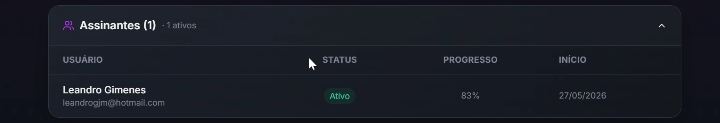 Assinantes (1) · 1 ativos
USUÁRIO STATUS PROGRESSO INÍCIO
Leandro Gimenes
leandrogjm@hotmail.com Ativo 83% 27/05/2026